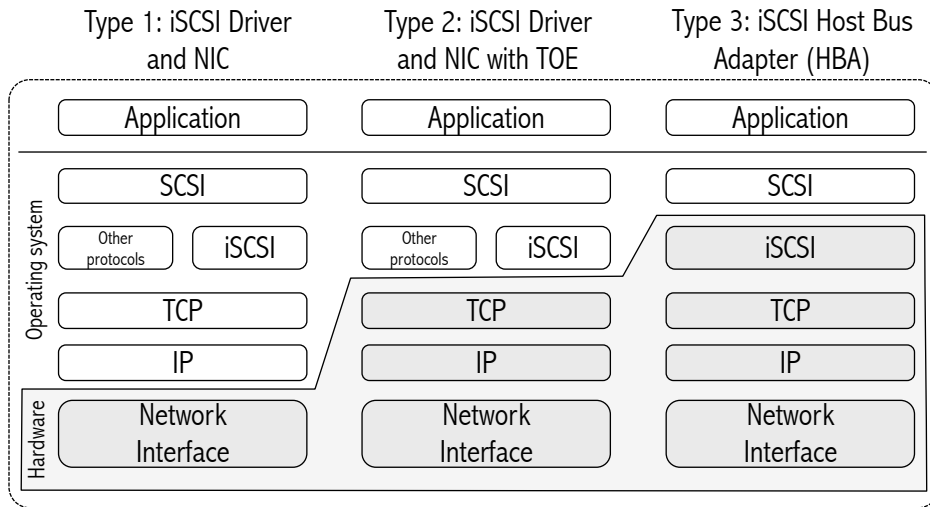 Type 1: iSCSI Driver
and NIC
Type 2: iSCSI Driver
and NIC with TOE
Type 3: iSCSI Host Bus
Adapter (HBA)
Application
Application
Application
Operating system
SCSI
SCSI
SCSI
Other
protocols
iSCSI
Other
protocols
iSCSI
iSCSI
TCP
TCP
TCP
IP
IP
IP
Hardware
Network
Interface
Network
Interface
Network
Interface